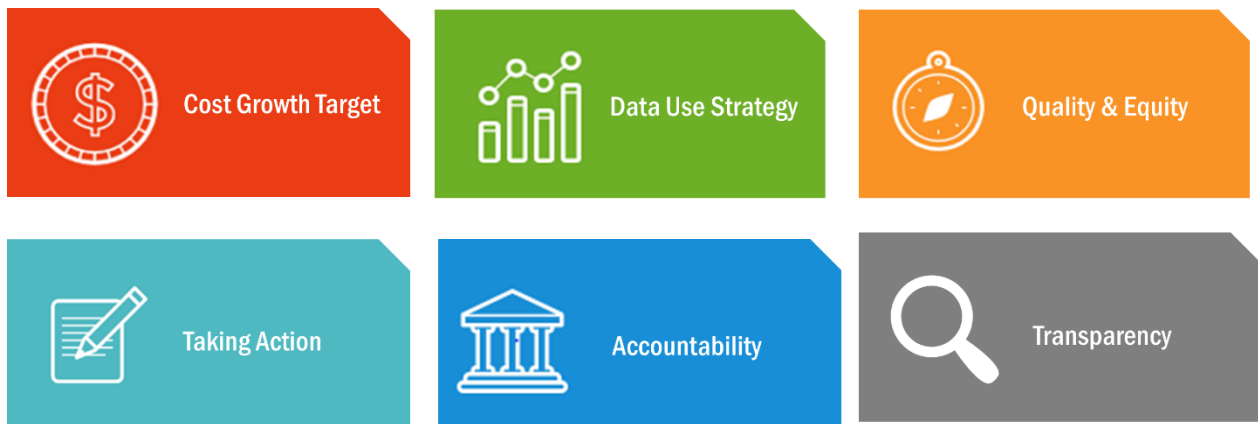 Cost Growth Target
Data Use Strategy
Quality & Equity
Taking Action
Accountability
Transparency